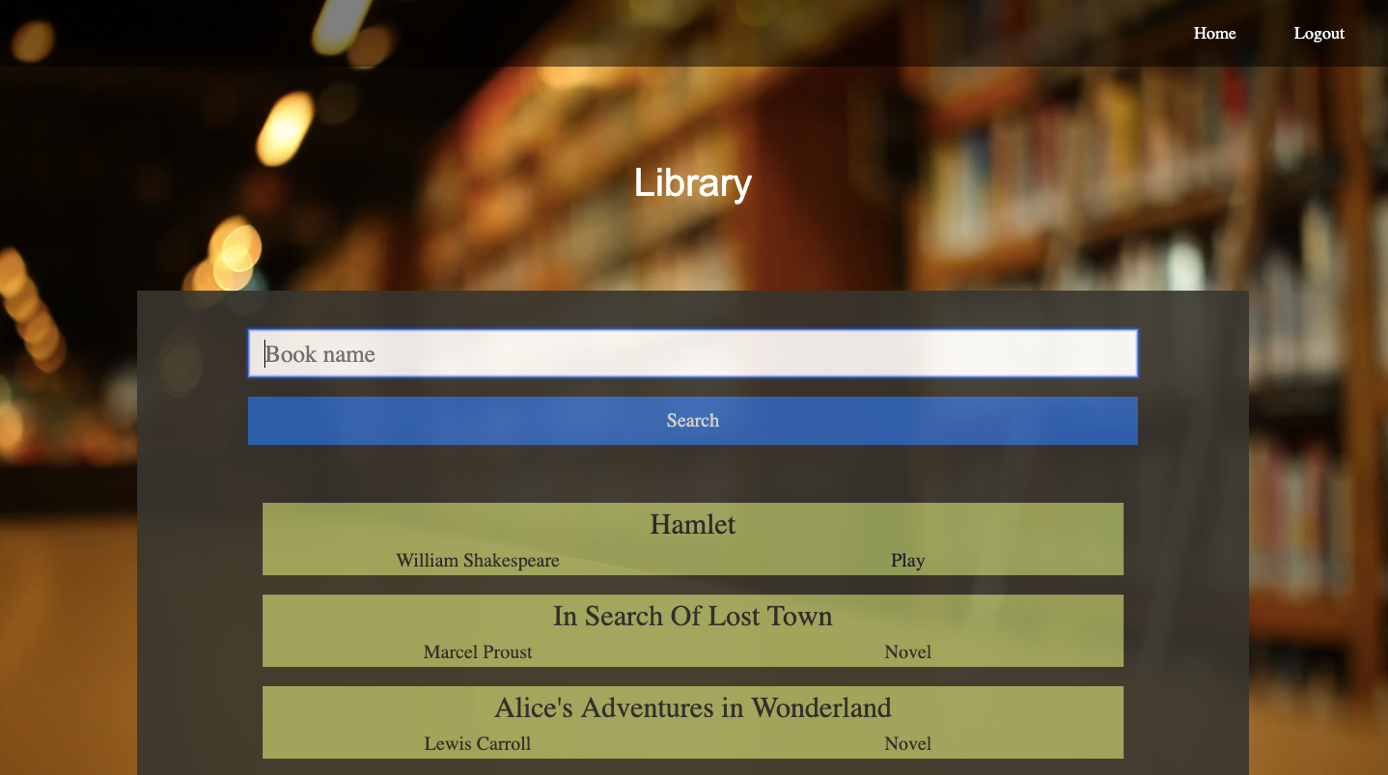 Home Logout
Library
Book name
Search
Hamlet
William Shakespeare Play
In Search Of Lost Town
Marcel Proust Novel
Alice's Adventures in Wonderland
Lewis Carroll Novel